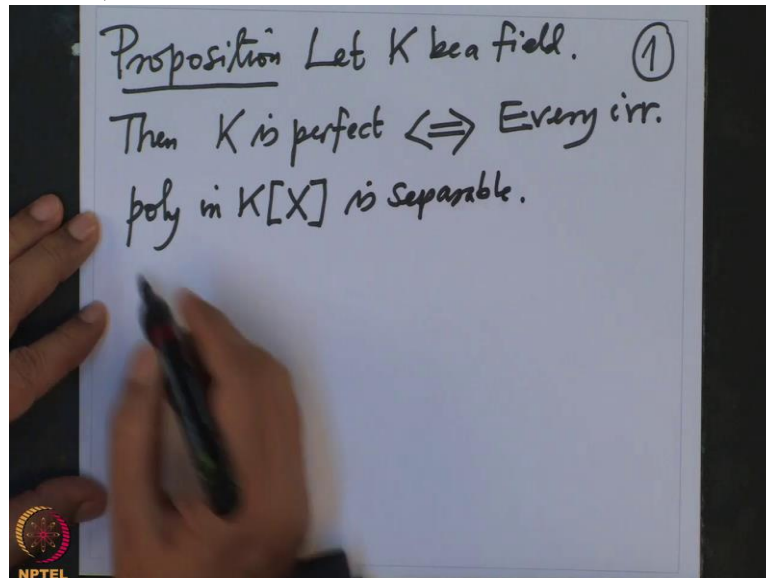 Proposition Let K be a field. 1
Then K is perfect <=> Every irr.
poly in K[X] is separable.
NPTEL